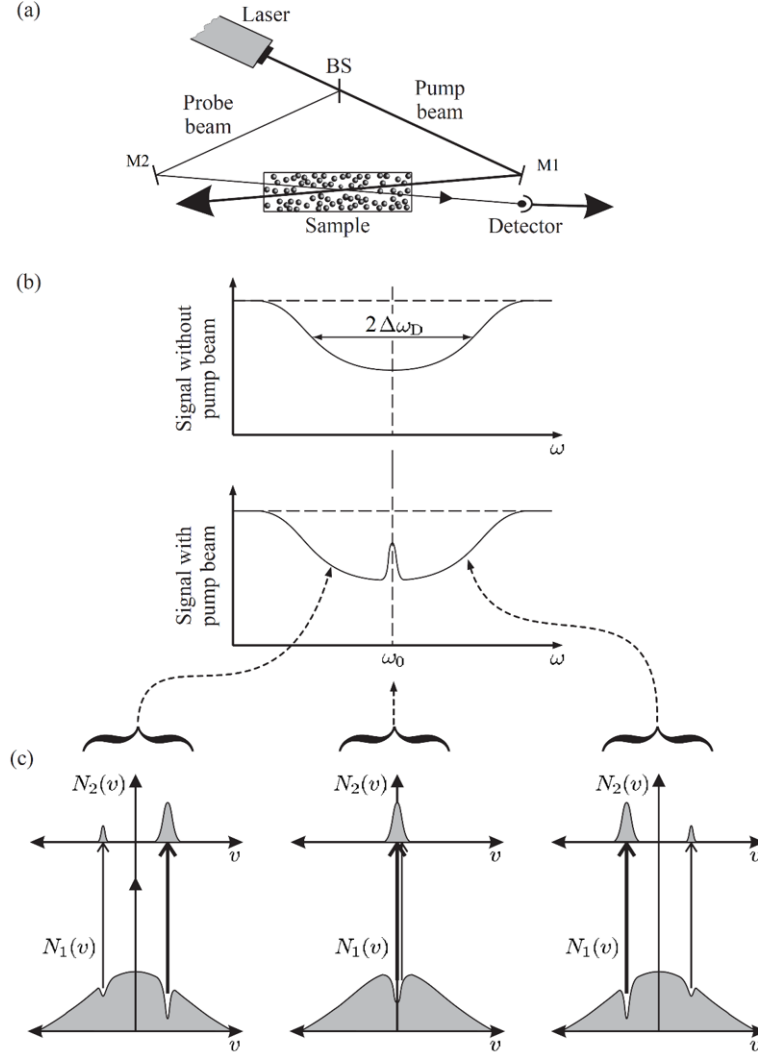 (a)
Laser
BS
Probe
beam
Pump
beam
M2
M1
Sample
Detector
(b)
Signal without
pump beam
2 Δω_D
ω
Signal with
pump beam
ω₀
ω
(c)
N₂(v)
v
N₁(v)
v
N₂(v)
v
N₁(v)
v
N₂(v)
v
N₁(v)
v